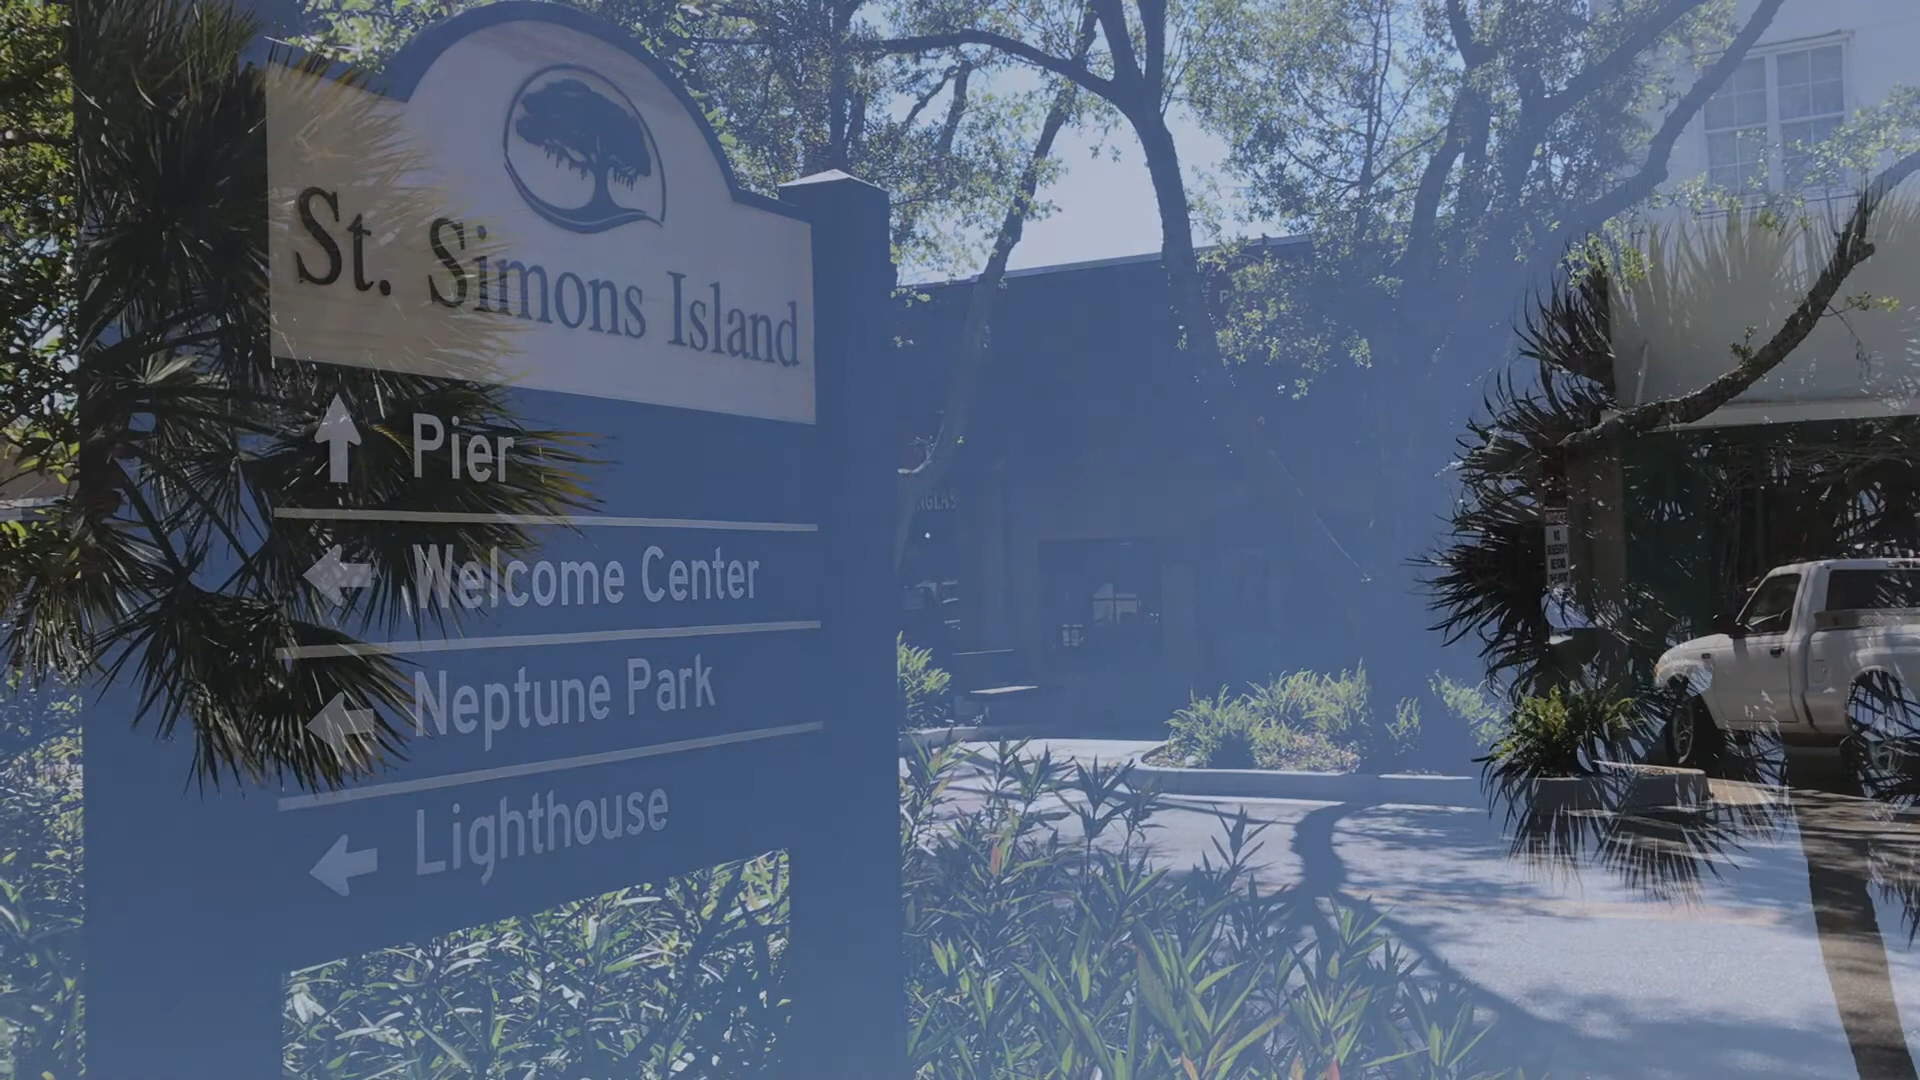 St. Simons Island
Pier
Welcome Center
Neptune Park
Lighthouse